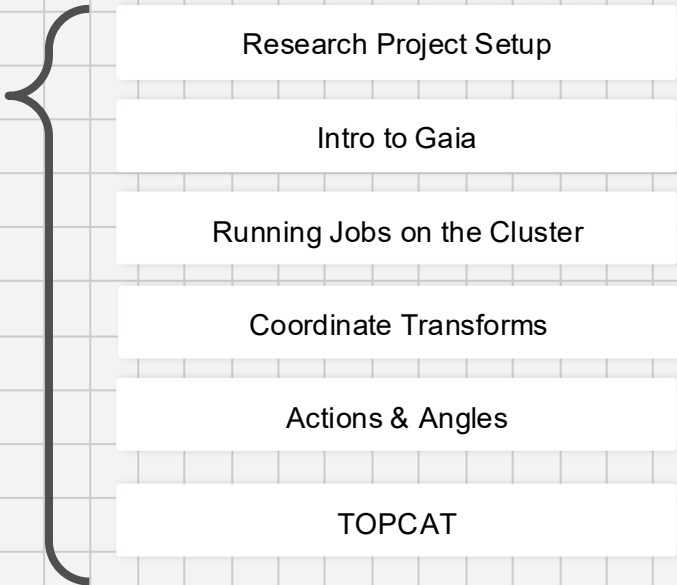 Research Project Setup
Intro to Gaia
Running Jobs on the Cluster
Coordinate Transforms
Actions & Angles
TOPCAT